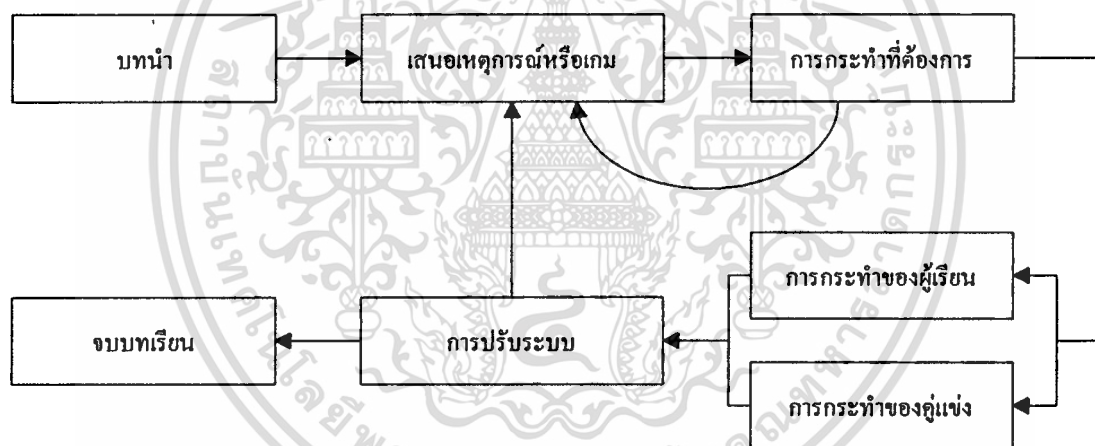 บทนำ
เสนอเหตุการณ์หรือเกม
การกระทำที่ต้องการ
การกระทำของผู้เรียน
จบบทเรียน
การปรับระบบ
การกระทำของคู่แข่ง